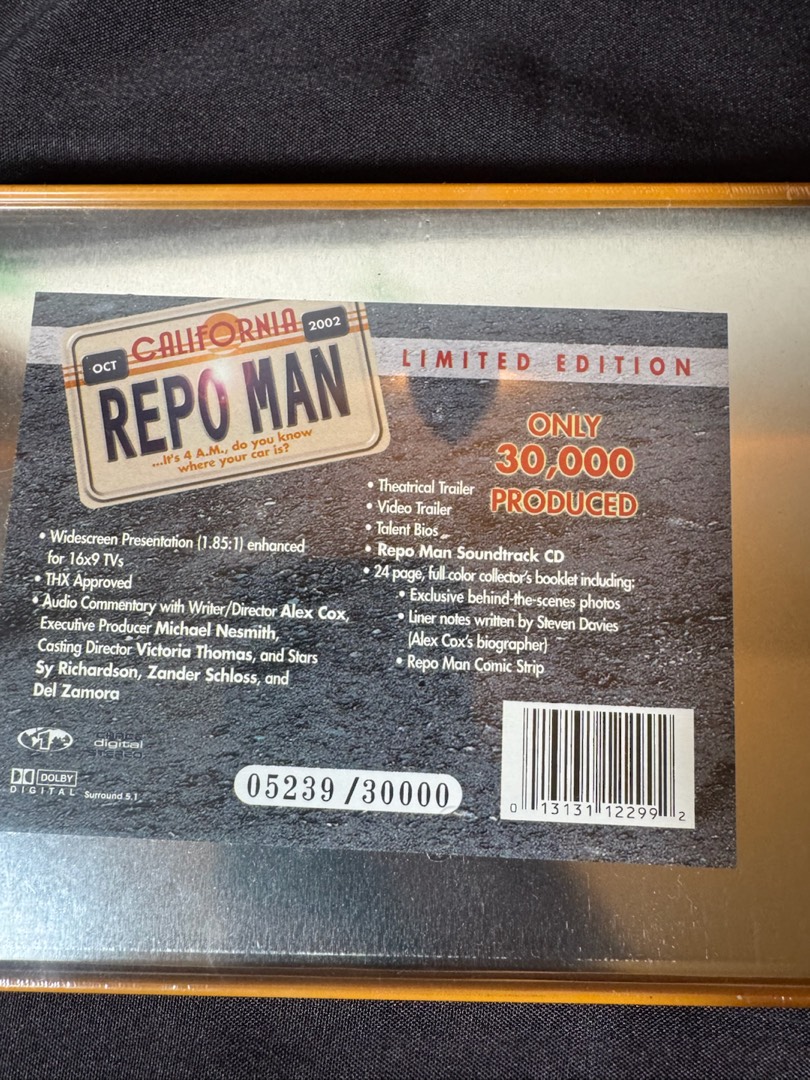 OCT
CALIFORNIA
2002
REPO MAN
...It's 4 A.M., do you know
where your car is?
LIMITED EDITION
ONLY
30,000
PRODUCED
• Widescreen Presentation (1.85:1) enhanced
for 16x9 TVs
• THX Approved
• Audio Commentary with Writer/Director Alex Cox,
Executive Producer Michael Nesmith,
Casting Director Victoria Thomas, and Stars
Sy Richardson, Zander Schloss, and
Del Zamora
• Theatrical Trailer
• Video Trailer
• Talent Bios
• Repo Man Soundtrack CD
• 24 page, full color collector's booklet including:
• Exclusive behind-the-scenes photos
• Liner notes written by Steven Davies
(Alex Cox's biographer)
• Repo Man Comic Strip
1
digital
DOLBY
DIGITAL
Surround 5.1
05239/30000
0 13131 12299 2